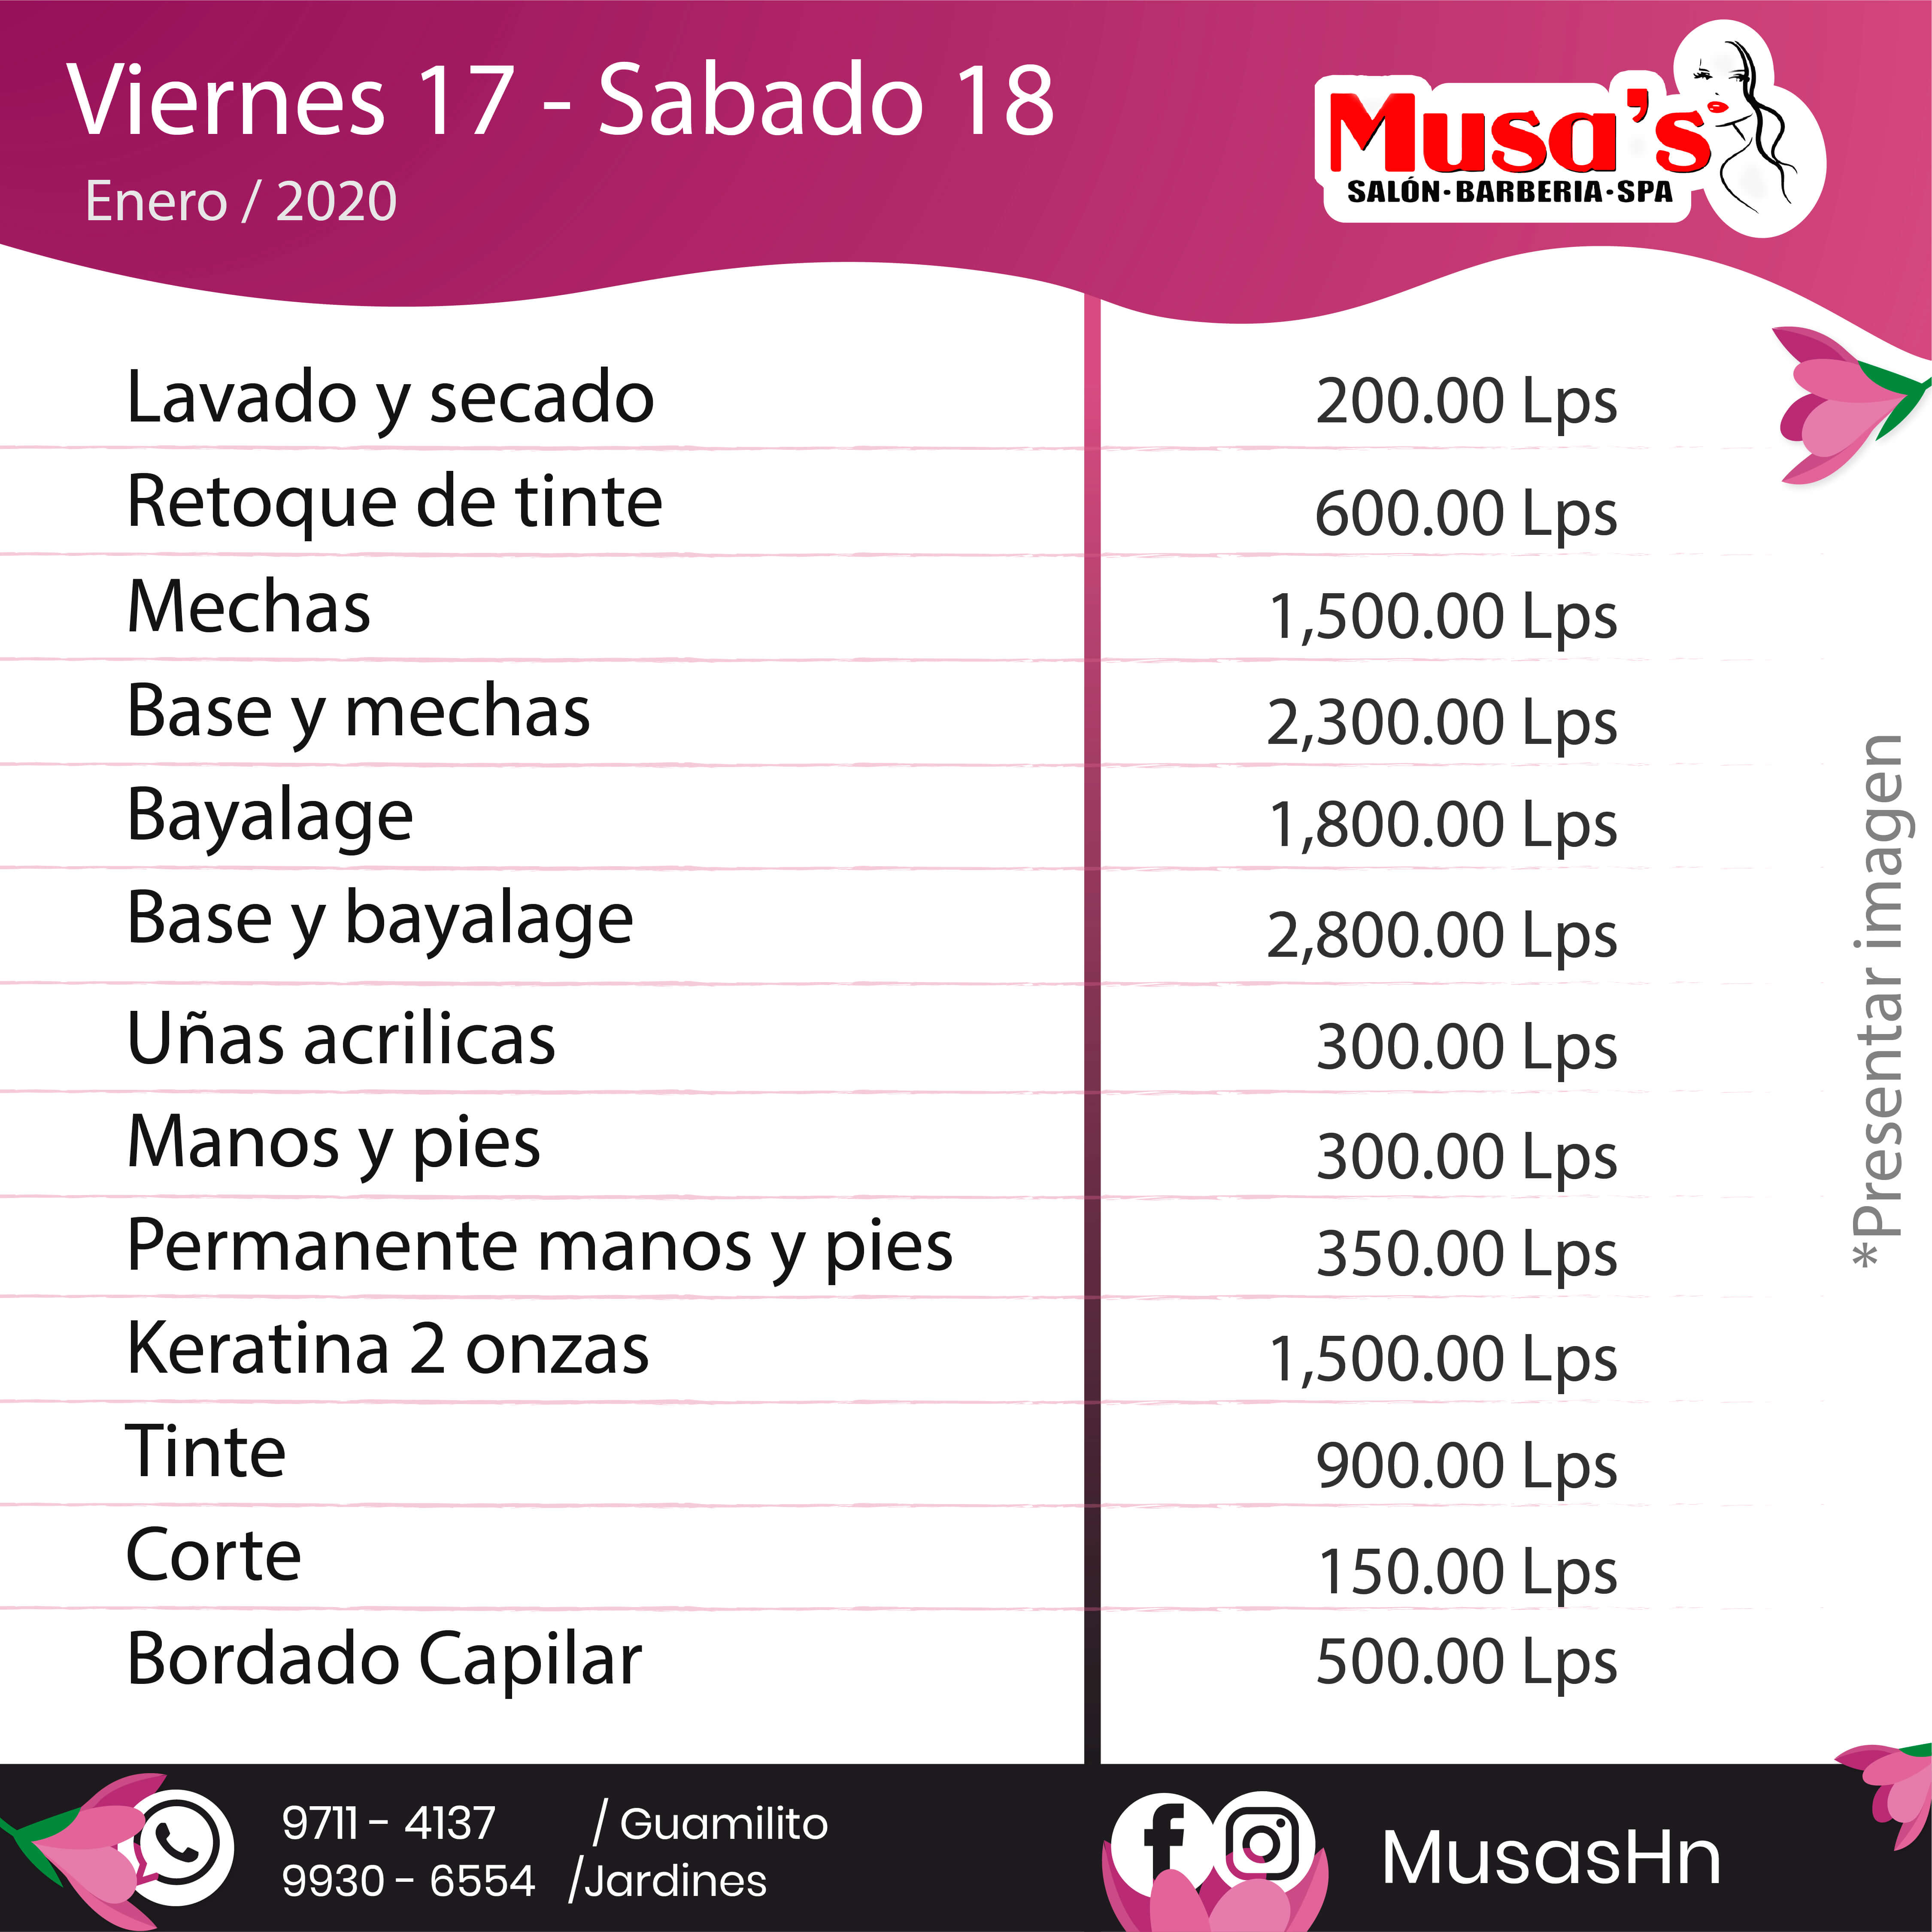 Viernes 17 - Sabado 18
Enero / 2020
Musa's
SALÓN·BARBERIA·SPA
Lavado y secado 200.00 Lps
Retoque de tinte 600.00 Lps
Mechas 1,500.00 Lps
Base y mechas 2,300.00 Lps
Bayalage 1,800.00 Lps
Base y bayalage 2,800.00 Lps
Uñas acrilicas 300.00 Lps
Manos y pies 300.00 Lps
Permanente manos y pies 350.00 Lps
Keratina 2 onzas 1,500.00 Lps
Tinte 900.00 Lps
Corte 150.00 Lps
Bordado Capilar 500.00 Lps
*Presentar imagen
9711 - 4137 / Guamilito
9930 - 6554 /Jardines
MusasHn